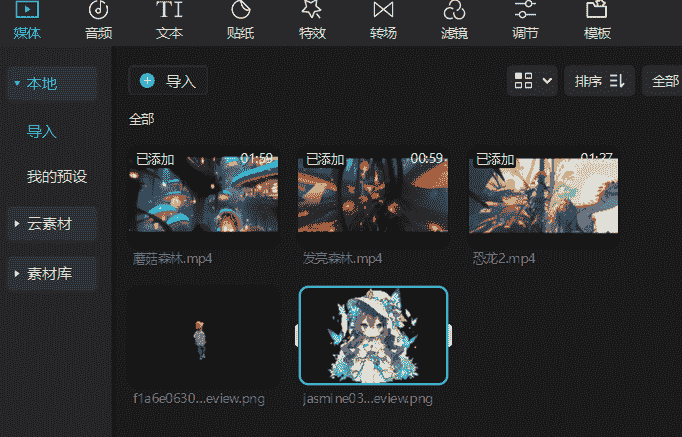 媒体 音频 文本 贴纸 特效 转场 滤镜 调节 模板
本地 导入 排序 全部
全部
导入
已添加 01:59 已添加 00:59 已添加 01:27
我的预设
云素材
蘑菇森林.mp4 发亮森林.mp4 恐龙2.mp4
素材库
f1a6e0630...eview.png jasmine03...eview.png